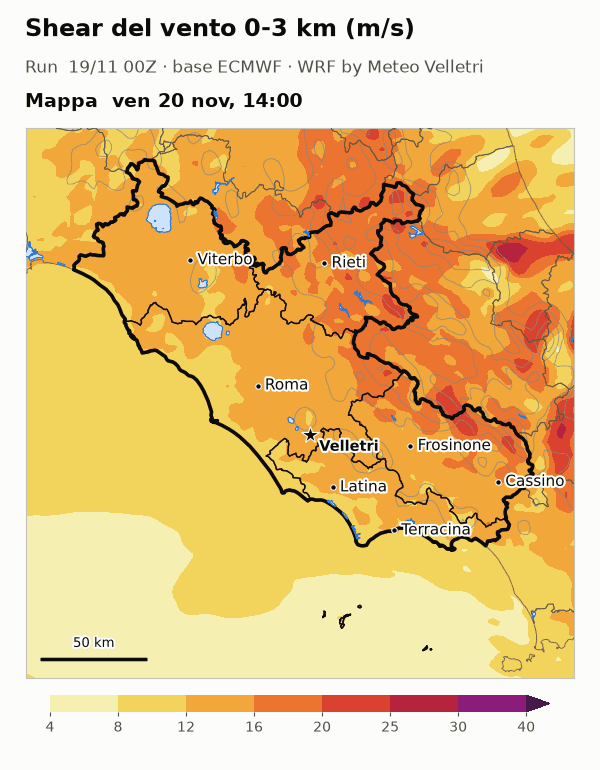 Shear del vento 0-3 km (m/s)
Run  19/11 00Z · base ECMWF · WRF by Meteo Velletri
Mappa  ven 20 nov, 14:00
Viterbo
Rieti
Roma
Velletri
Frosinone
Latina
Cassino
Terracina
50 km
4 8 12 16 20 25 30 40